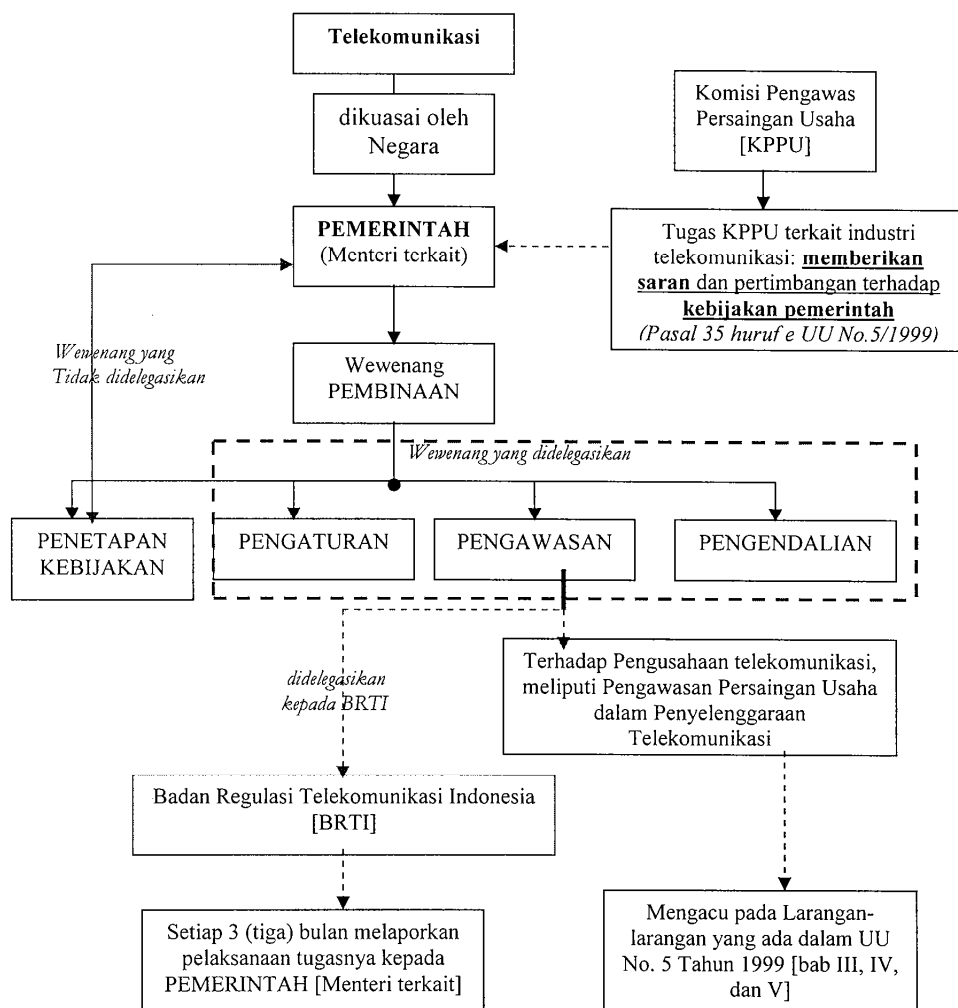 Telekomunikasi
dikuasai oleh
Negara
Komisi Pengawas
Persaingan Usaha
[KPPU]
PEMERINTAH
(Menteri terkait)
Tugas KPPU terkait industri
telekomunikasi: memberikan
saran dan pertimbangan terhadap
kebijakan pemerintah
(Pasal 35 huruf e UU No.5/1999)
Wewenang yang
Tidak didelegasikan
Wewenang
PEMBINAAN
Wewenang yang didelegasikan
PENETAPAN
KEBIJAKAN
PENGATURAN
PENGAWASAN
PENGENDALIAN
didelegasikan
kepada BRTI
Terhadap Pengusahaan telekomunikasi,
meliputi Pengawasan Persaingan Usaha
dalam Penyelenggaraan
Telekomunikasi
Badan Regulasi Telekomunikasi Indonesia
[BRTI]
Setiap 3 (tiga) bulan melaporkan
pelaksanaan tugasnya kepada
PEMERINTAH [Menteri terkait]
Mengacu pada Larangan-
larangan yang ada dalam UU
No. 5 Tahun 1999 [bab III, IV,
dan V]